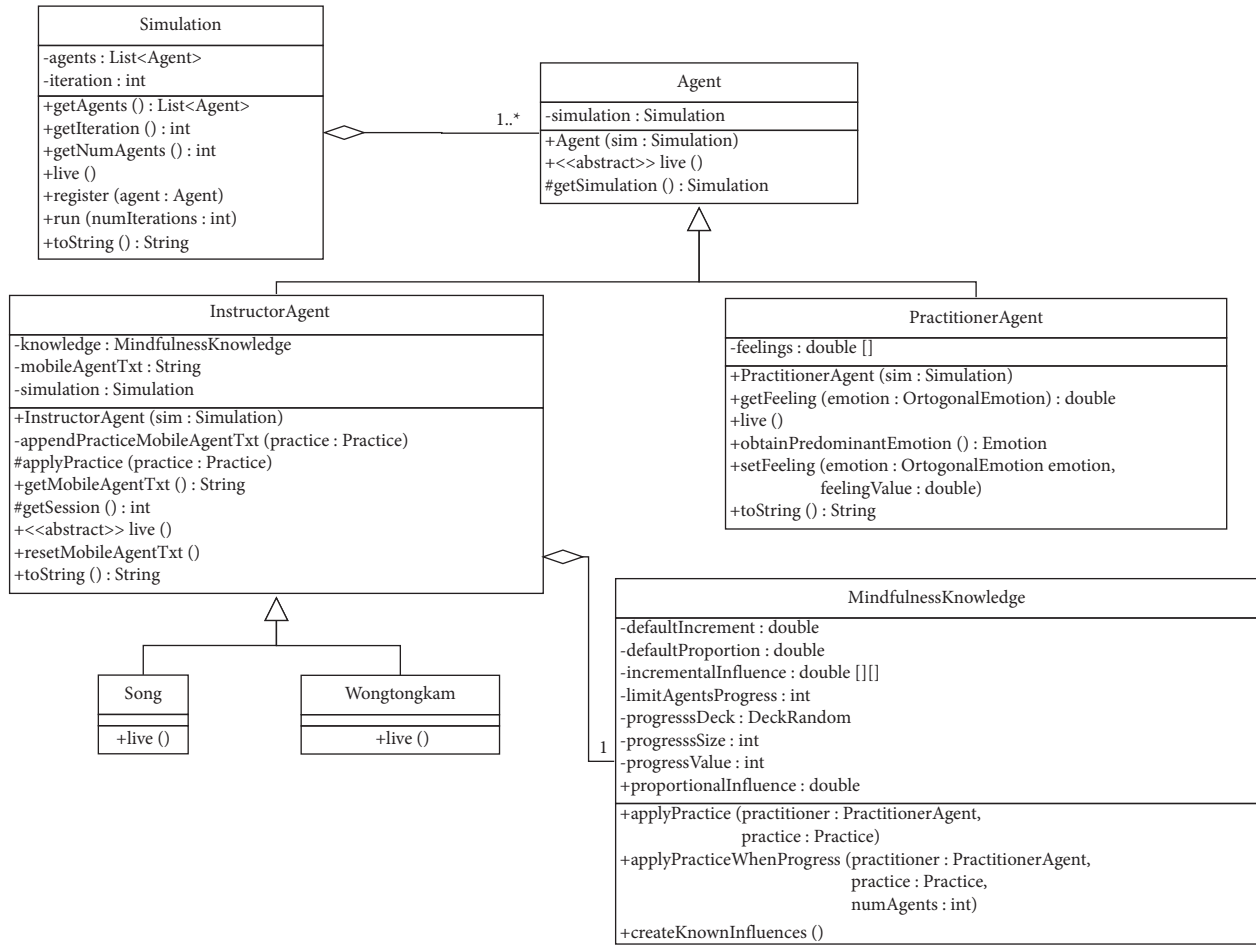 Simulation
-agents : List<Agent>
-iteration : int
+getAgents () : List<Agent>
+getIteration () : int
+getNumAgents () : int
+live ()
+register (agent : Agent)
+run (numIterations : int)
+toString () : String
1..*
Agent
-simulation : Simulation
+Agent (sim : Simulation)
+<<abstract>> live ()
#getSimulation () : Simulation
InstructorAgent
-knowledge : MindfulnessKnowledge
-mobileAgentTxt : String
-simulation : Simulation
+InstructorAgent (sim : Simulation)
-appendPracticeMobileAgentTxt (practice : Practice)
#applyPractice (practice : Practice)
+getMobileAgentTxt () : String
#getSession () : int
+<<abstract>> live ()
+resetMobileAgentTxt ()
+toString () : String
PractitionerAgent
-feelings : double []
+PractitionerAgent (sim : Simulation)
+getFeeling (emotion : OrtogonalEmotion) : double
+live ()
+obtainPredominantEmotion () : Emotion
+setFeeling (emotion : OrtogonalEmotion emotion,
feelingValue : double)
+toString () : String
Song
+live ()
Wongtongkam
+live ()
1
MindfulnessKnowledge
-defaultIncrement : double
-defaultProportion : double
-incrementalInfluence : double [][]
-limitAgentsProgress : int
-progresssDeck : DeckRandom
-progresssSize : int
-progressValue : int
+proportionalInfluence : double
+applyPractice (practitioner : PractitionerAgent,
practice : Practice)
+applyPracticeWhenProgress (practitioner : PractitionerAgent,
practice : Practice,
numAgents : int)
+createKnownInfluences ()